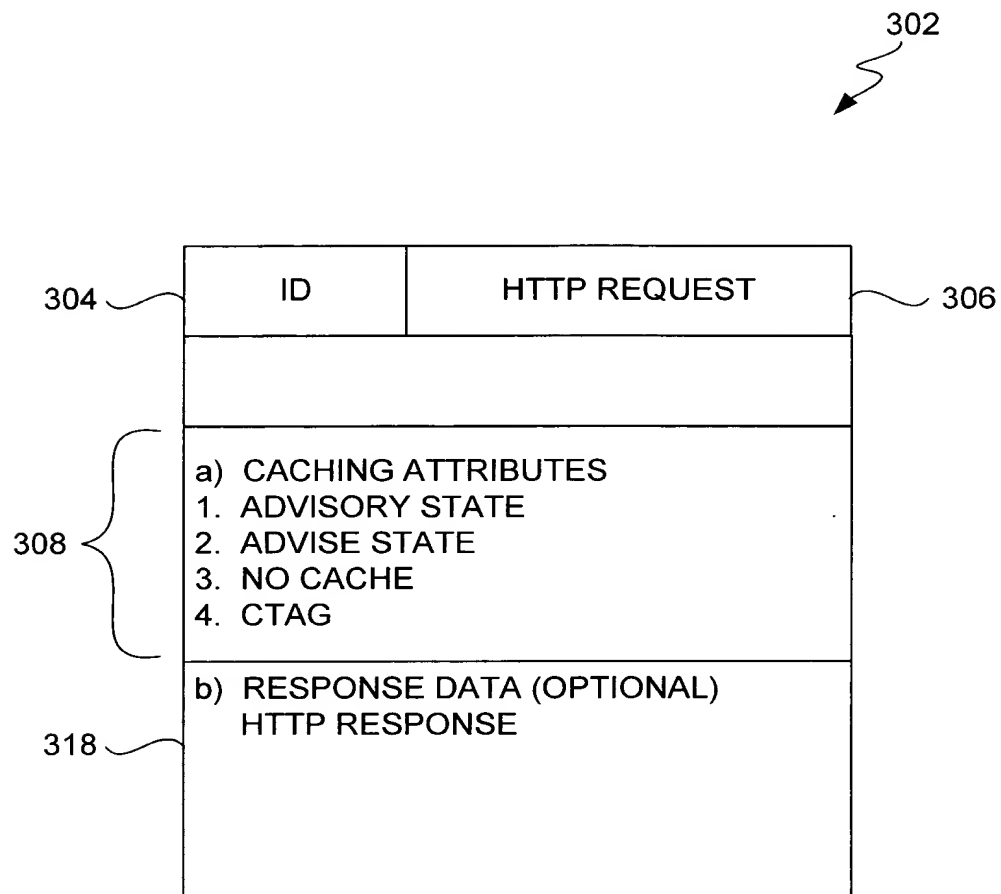 302
304
ID
HTTP REQUEST
306
308
a) CACHING ATTRIBUTES
1. ADVISORY STATE
2. ADVISE STATE
3. NO CACHE
4. CTAG
318
b) RESPONSE DATA (OPTIONAL)
HTTP RESPONSE